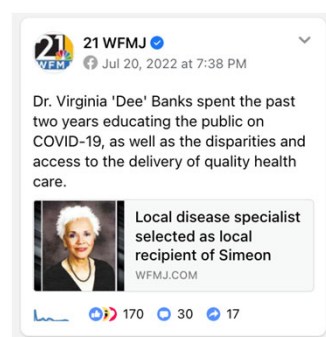 21
WFM
21 WFMJ
Jul 20, 2022 at 7:38 PM
Dr. Virginia 'Dee' Banks spent the past
two years educating the public on
COVID-19, as well as the disparities and
access to the delivery of quality health
care.
Local disease specialist
selected as local
recipient of Simeon
WFMJ.COM
170 30 17